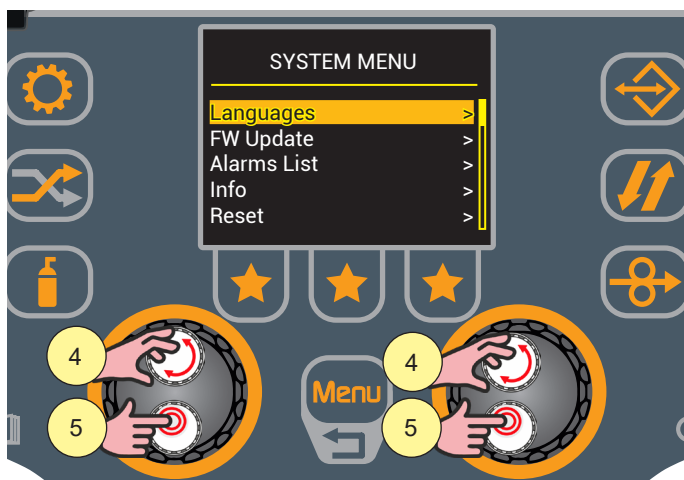 SYSTEM MENU
Languages >
FW Update >
Alarms List >
Info >
Reset >
4
4
Menu
5
5